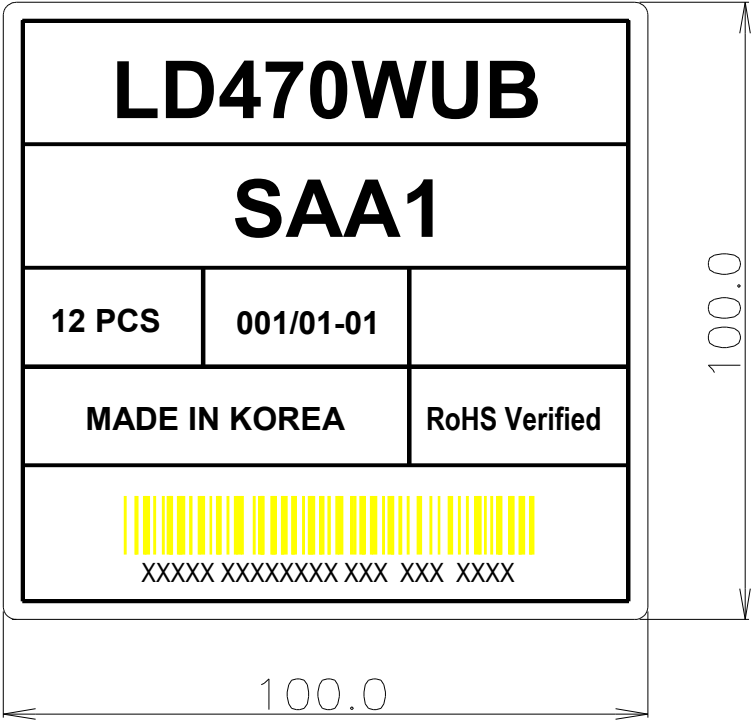 LD470WUB
SAA1
12 PCS
001/01-01
MADE IN KOREA
RoHS Verified
XXXXX XXXXXXXX XXX XXX XXXX
100.0
100.0